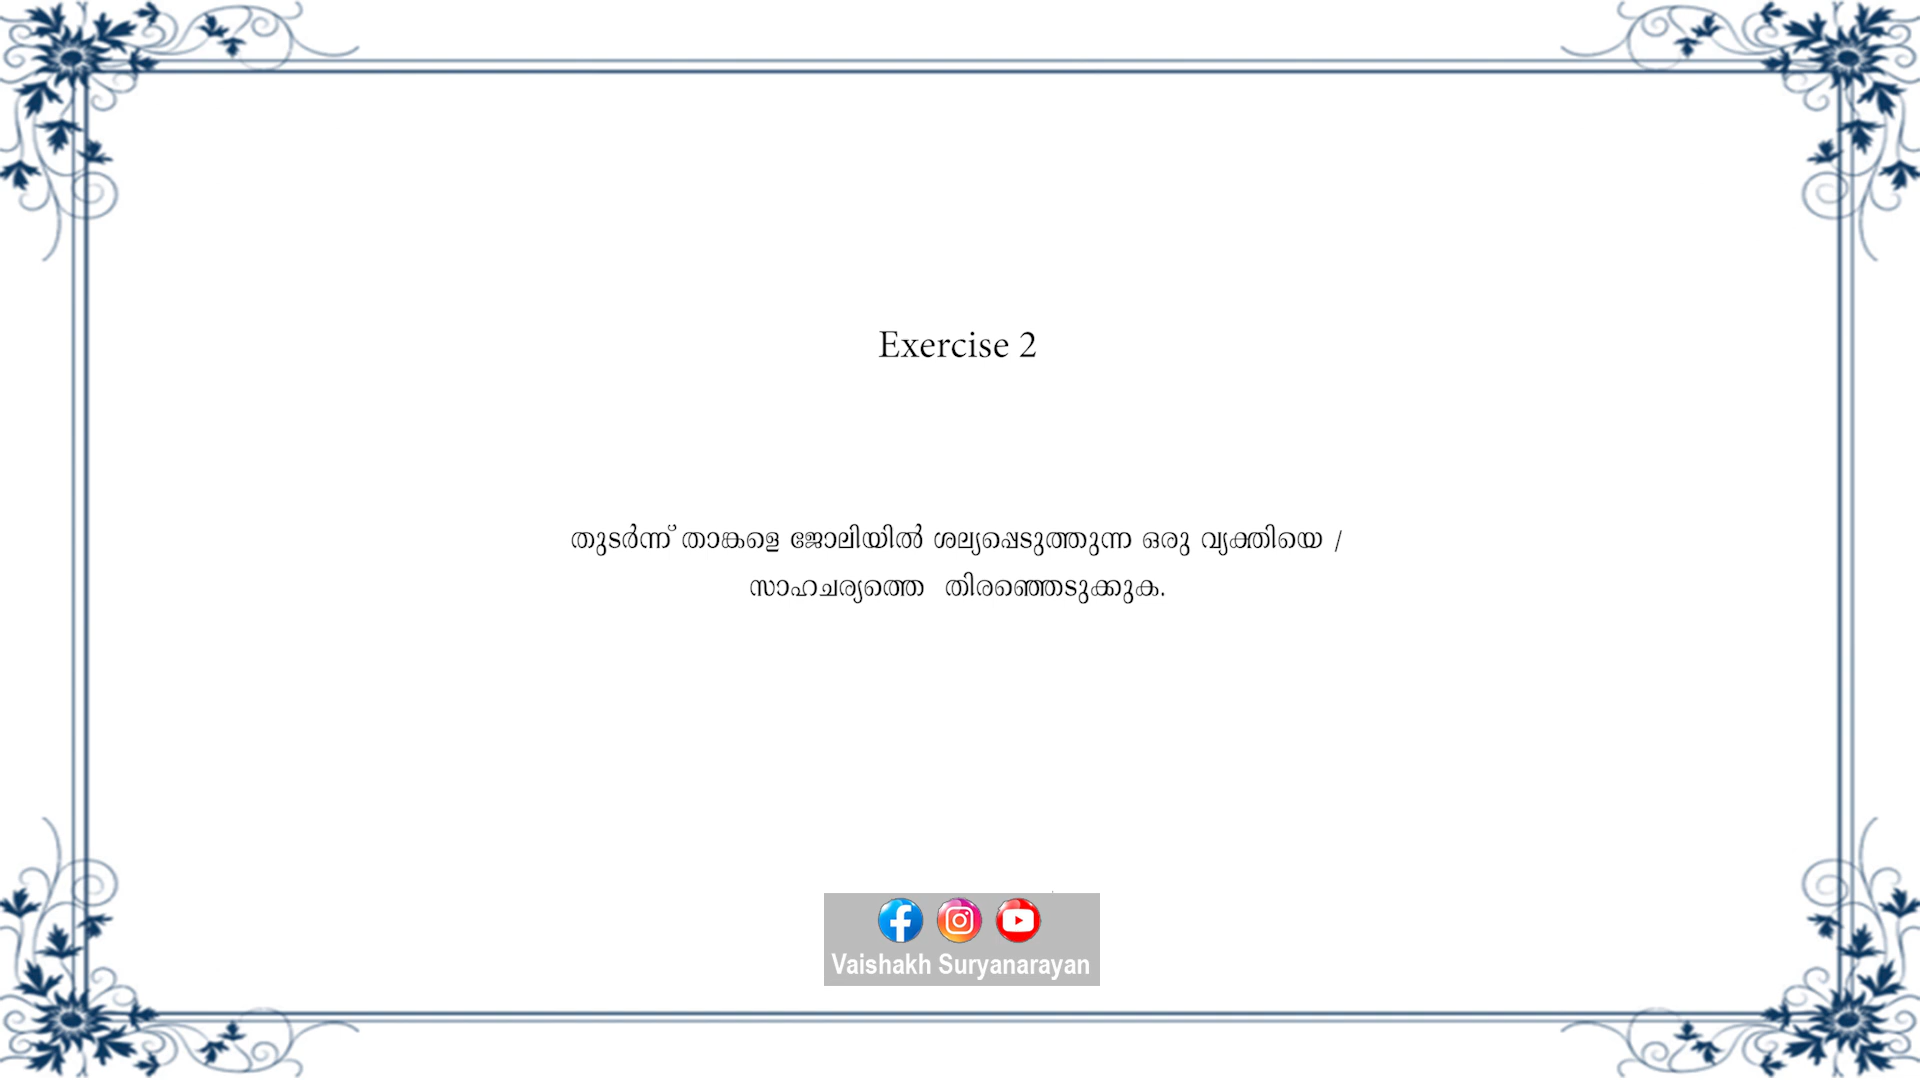 Exercise 2
തുടർന്ന് താങ്കളെ ജോലിയിൽ ശല്യപ്പെടുത്തുന്ന ഒരു വ്യക്തിയെ /
സാഹചര്യത്തെ തിരഞ്ഞെടുക്കുക.
Vaishakh Suryanarayan